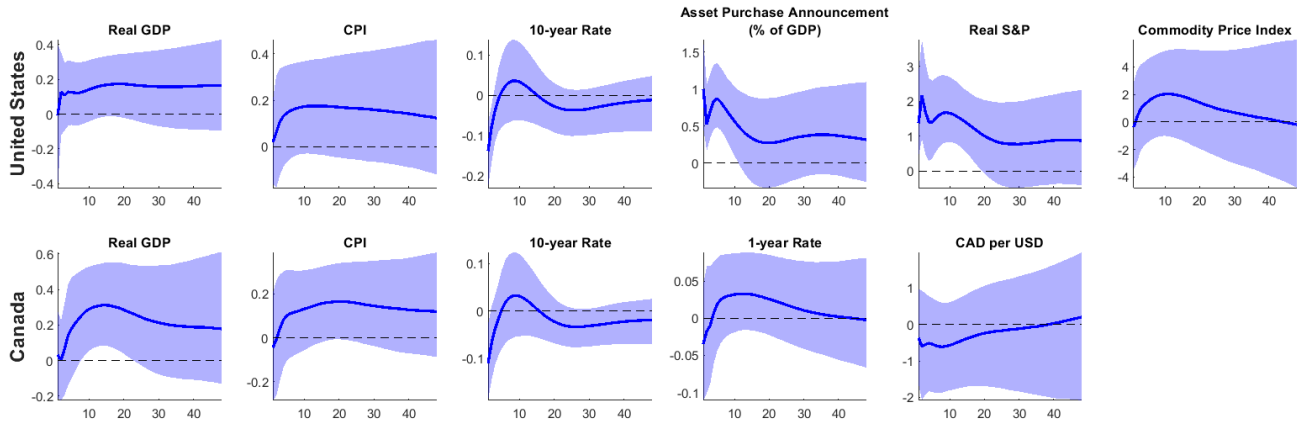 Asset Purchase Announcement
Real GDP CPI 10-year Rate (% of GDP) Real S&P Commodity Price Index
United States
0.4
0.2
0
-0.2
-0.4
10 20 30 40
0.4
0.2
0
10 20 30 40
0.1
0
-0.1
-0.2
10 20 30 40
1.5
1
0.5
0
10 20 30 40
3
2
1
0
10 20 30 40
4
2
0
-2
-4
10 20 30 40
Real GDP CPI 10-year Rate 1-year Rate CAD per USD
Canada
0.6
0.4
0.2
0
-0.2
10 20 30 40
0.2
0
-0.2
10 20 30 40
0.1
0
-0.1
10 20 30 40
0.05
0
-0.05
-0.1
10 20 30 40
1
0
-1
-2
10 20 30 40